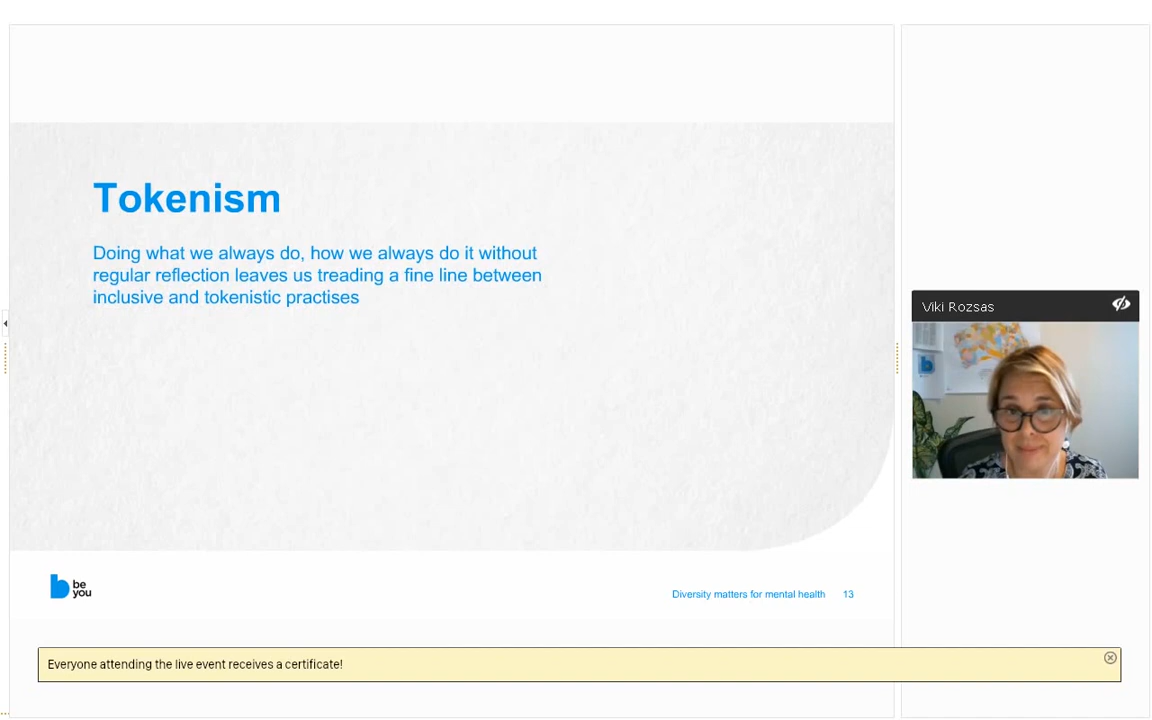 Tokenism
Doing what we always do, how we always do it without
regular reflection leaves us treading a fine line between
inclusive and tokenistic practises
Viki Rozsas
be
you
Diversity matters for mental health 13
Everyone attending the live event receives a certificate!